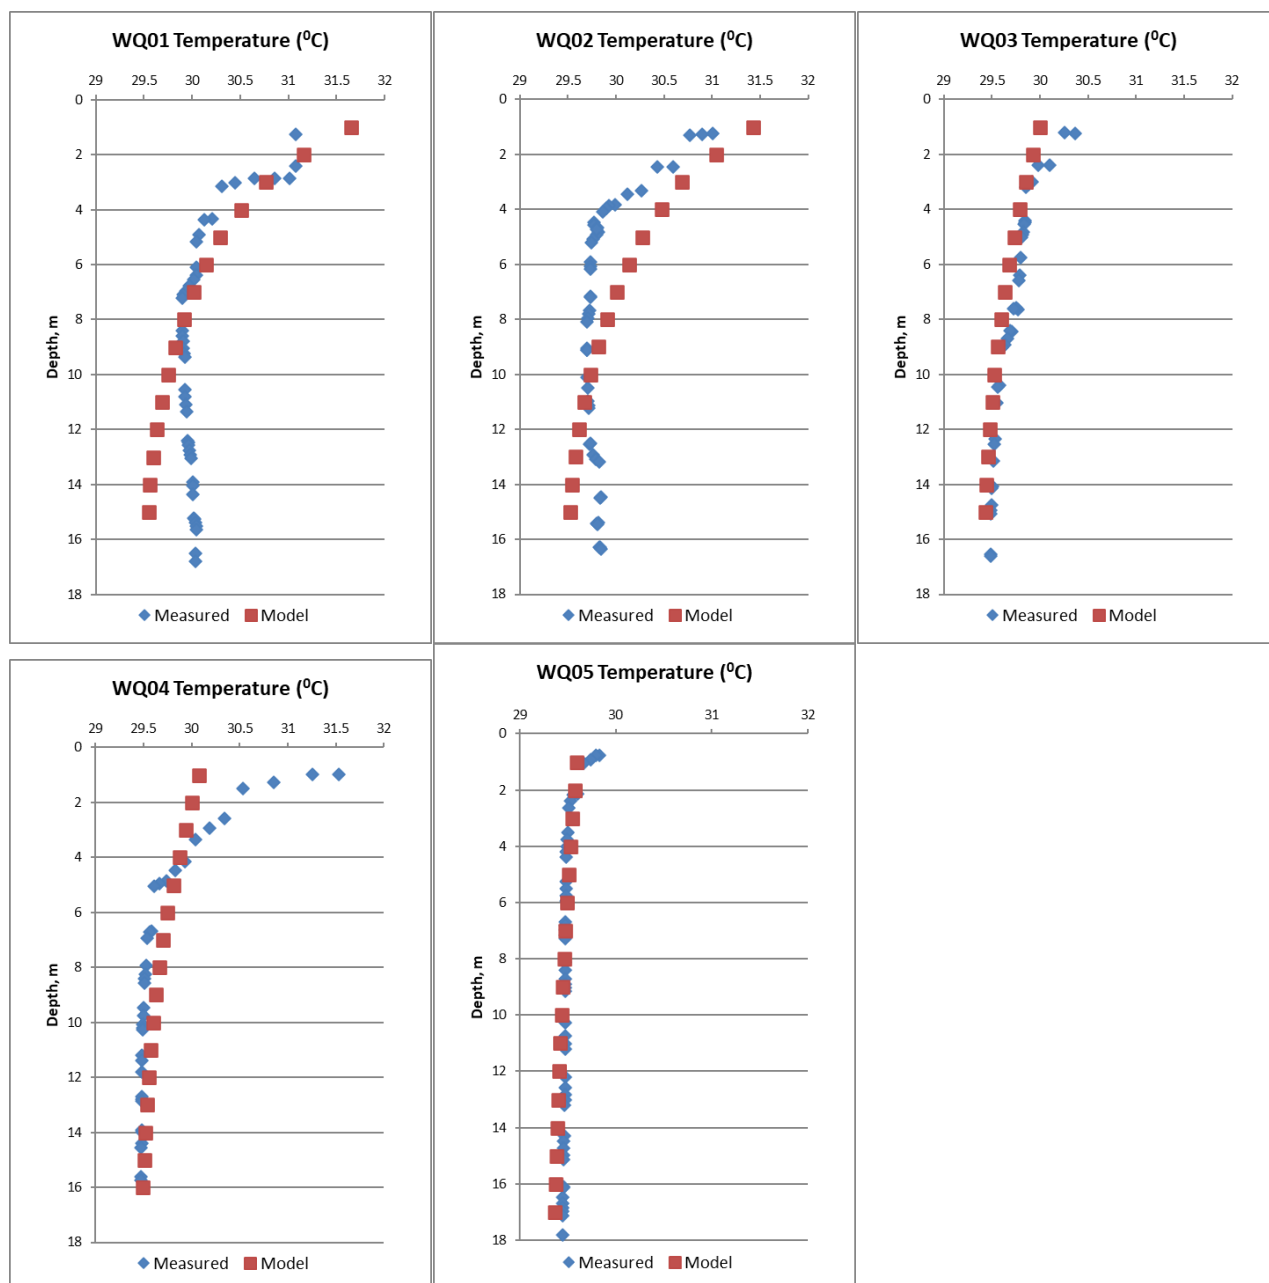 WQ01 Temperature (⁰C)
29 29.5 30 30.5 31 31.5 32
0
2
4
6
8
10
12
14
16
18
Depth, m
Measured Model
WQ02 Temperature (⁰C)
29 29.5 30 30.5 31 31.5 32
0
2
4
6
8
10
12
14
16
18
Depth, m
Measured Model
WQ03 Temperature (⁰C)
29 29.5 30 30.5 31 31.5 32
0
2
4
6
8
10
12
14
16
18
Depth, m
Measured Model
WQ04 Temperature (⁰C)
29 29.5 30 30.5 31 31.5 32
0
2
4
6
8
10
12
14
16
18
Depth, m
Measured Model
WQ05 Temperature (⁰C)
29 30 31 32
0
2
4
6
8
10
12
14
16
18
Depth, m
Measured Model